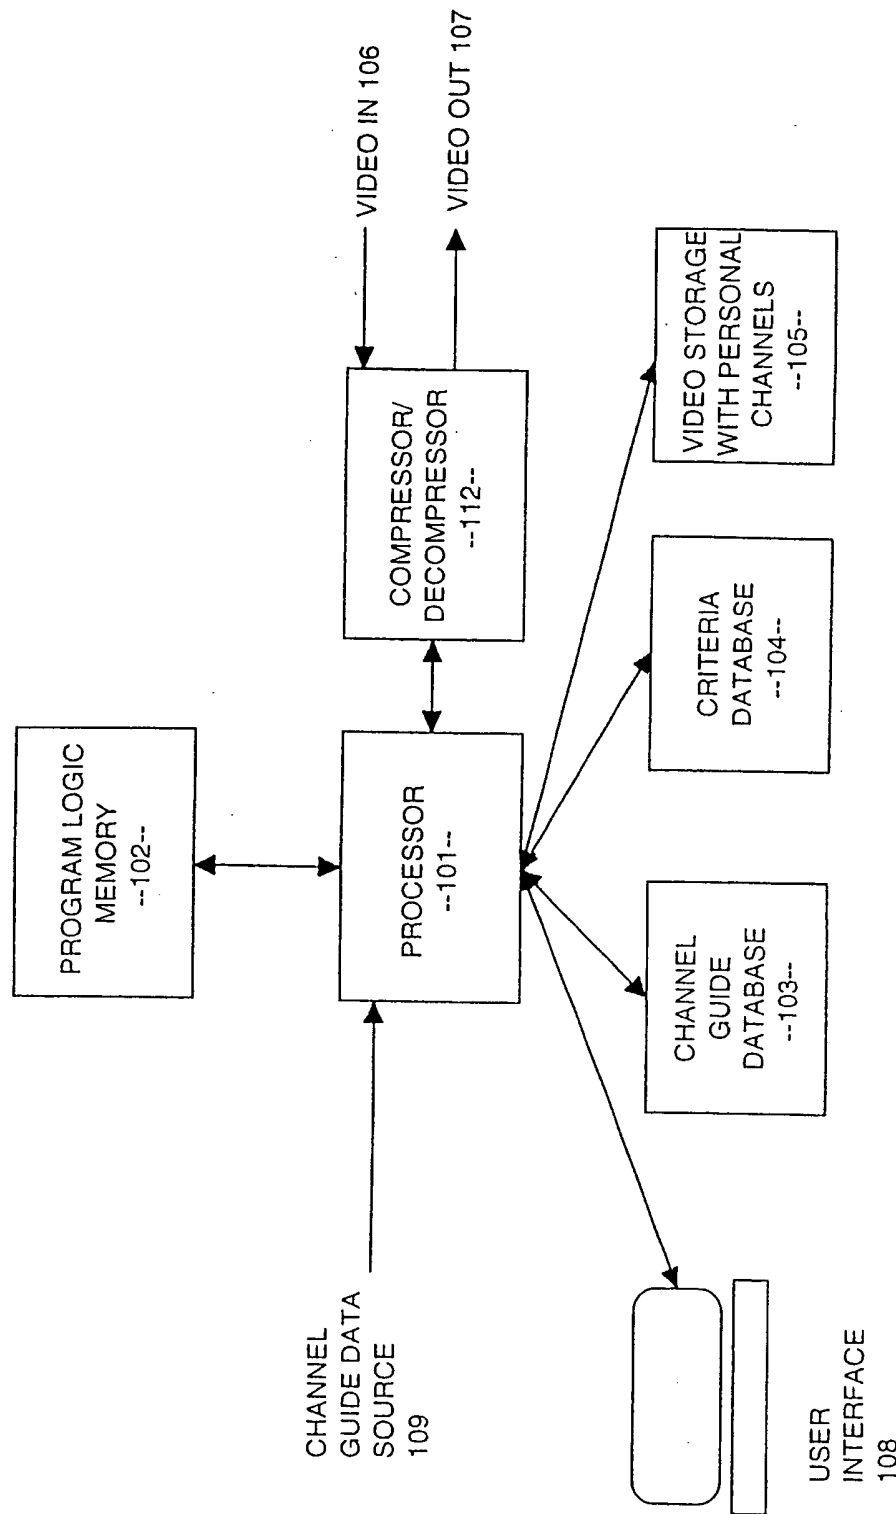 PROGRAM LOGIC
MEMORY
--102--
CHANNEL
GUIDE DATA
SOURCE
109
PROCESSOR
--101--
COMPRESSOR/
DECOMPRESSOR
--112--
VIDEO IN 106
VIDEO OUT 107
USER
INTERFACE
108
CHANNEL
GUIDE
DATABASE
--103--
CRITERIA
DATABASE
--104--
VIDEO STORAGE
WITH PERSONAL
CHANNELS
--105--